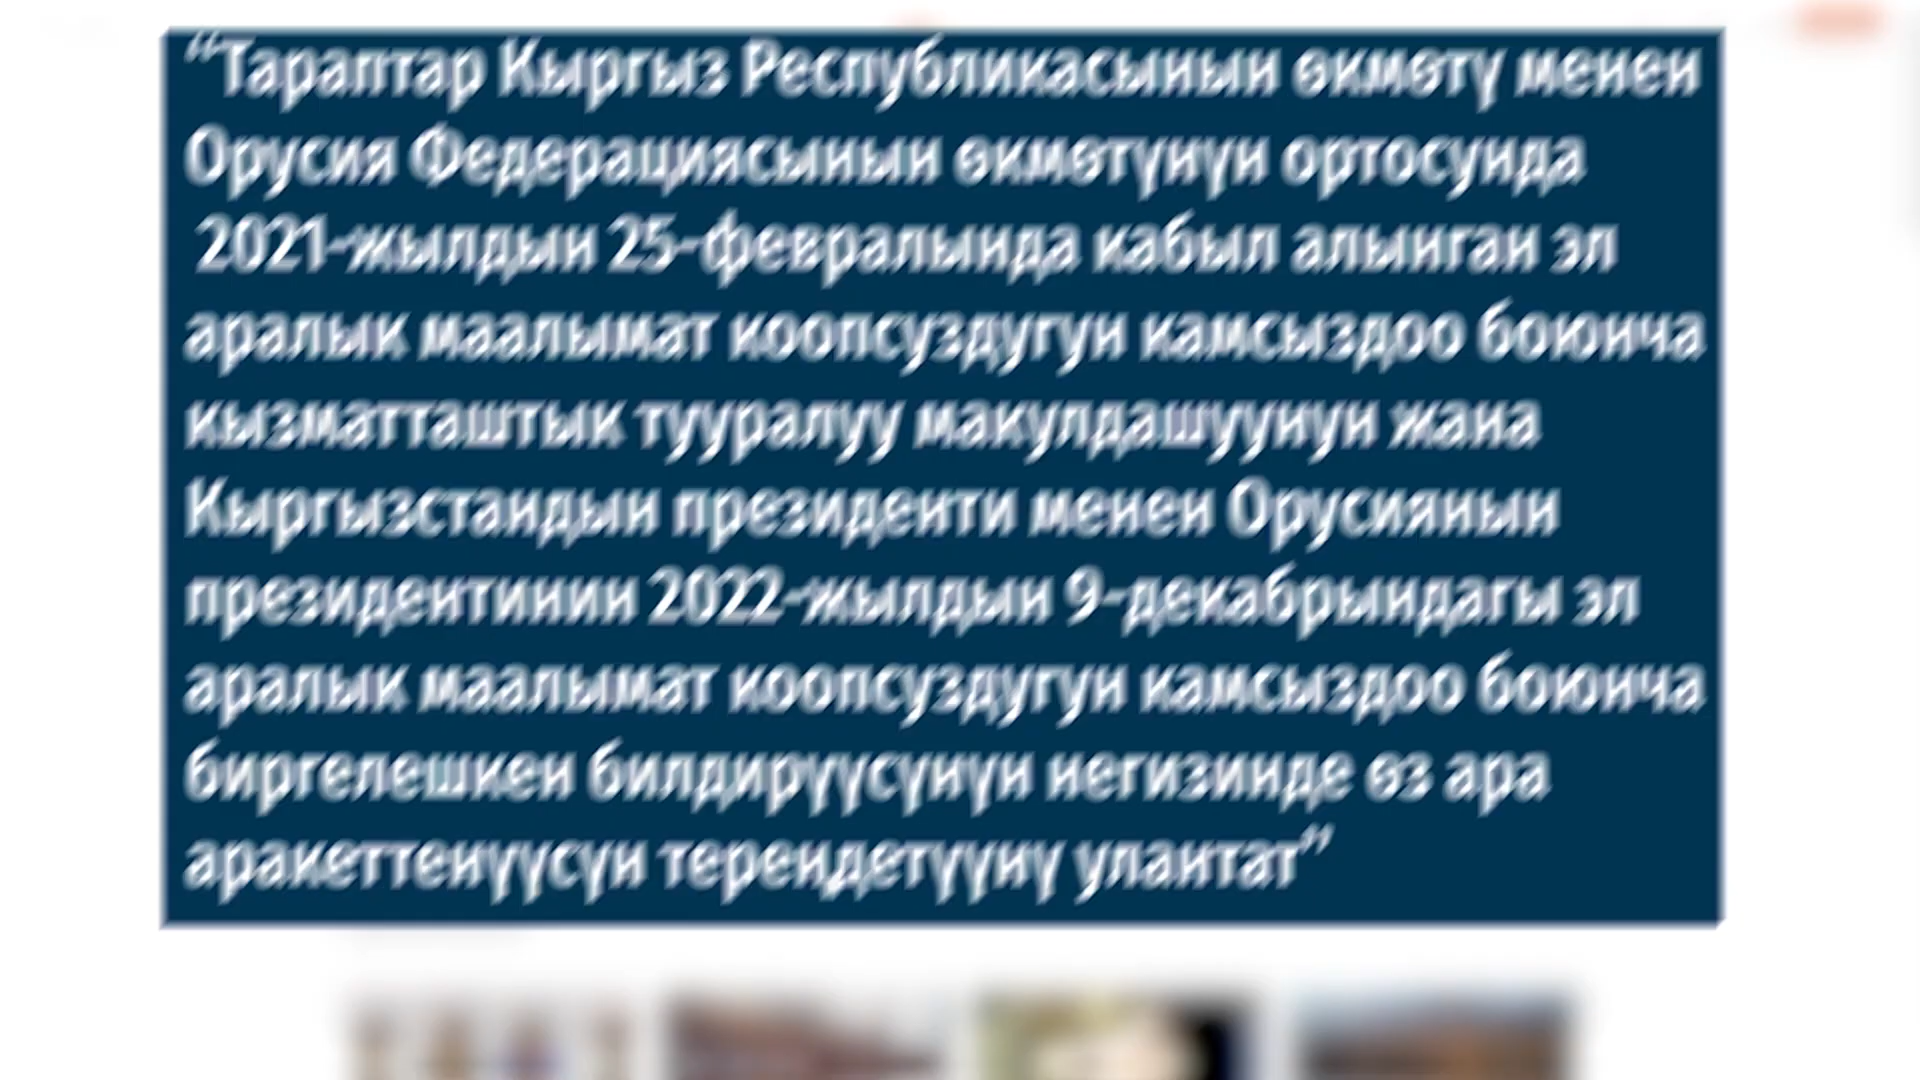 “Тараптар Кыргыз Республикасынын өкмөтү менен
Орусия Федерациясынын өкмөтүнүн ортосунда
2021-жылдын 25-февралында кабыл алынган эл
аралык маалымат коопсуздугун камсыздоо боюнча
кызматташтык тууралуу макулдашуунун жана
Кыргызстандын президенти менен Орусиянын
президентинин 2022-жылдын 9-декабрындагы эл
аралык маалымат коопсуздугун камсыздоо боюнча
биргелешкен билдирүүсүнүн негизинде өз ара
аракеттенүүсүн терендетүүнү улантат”